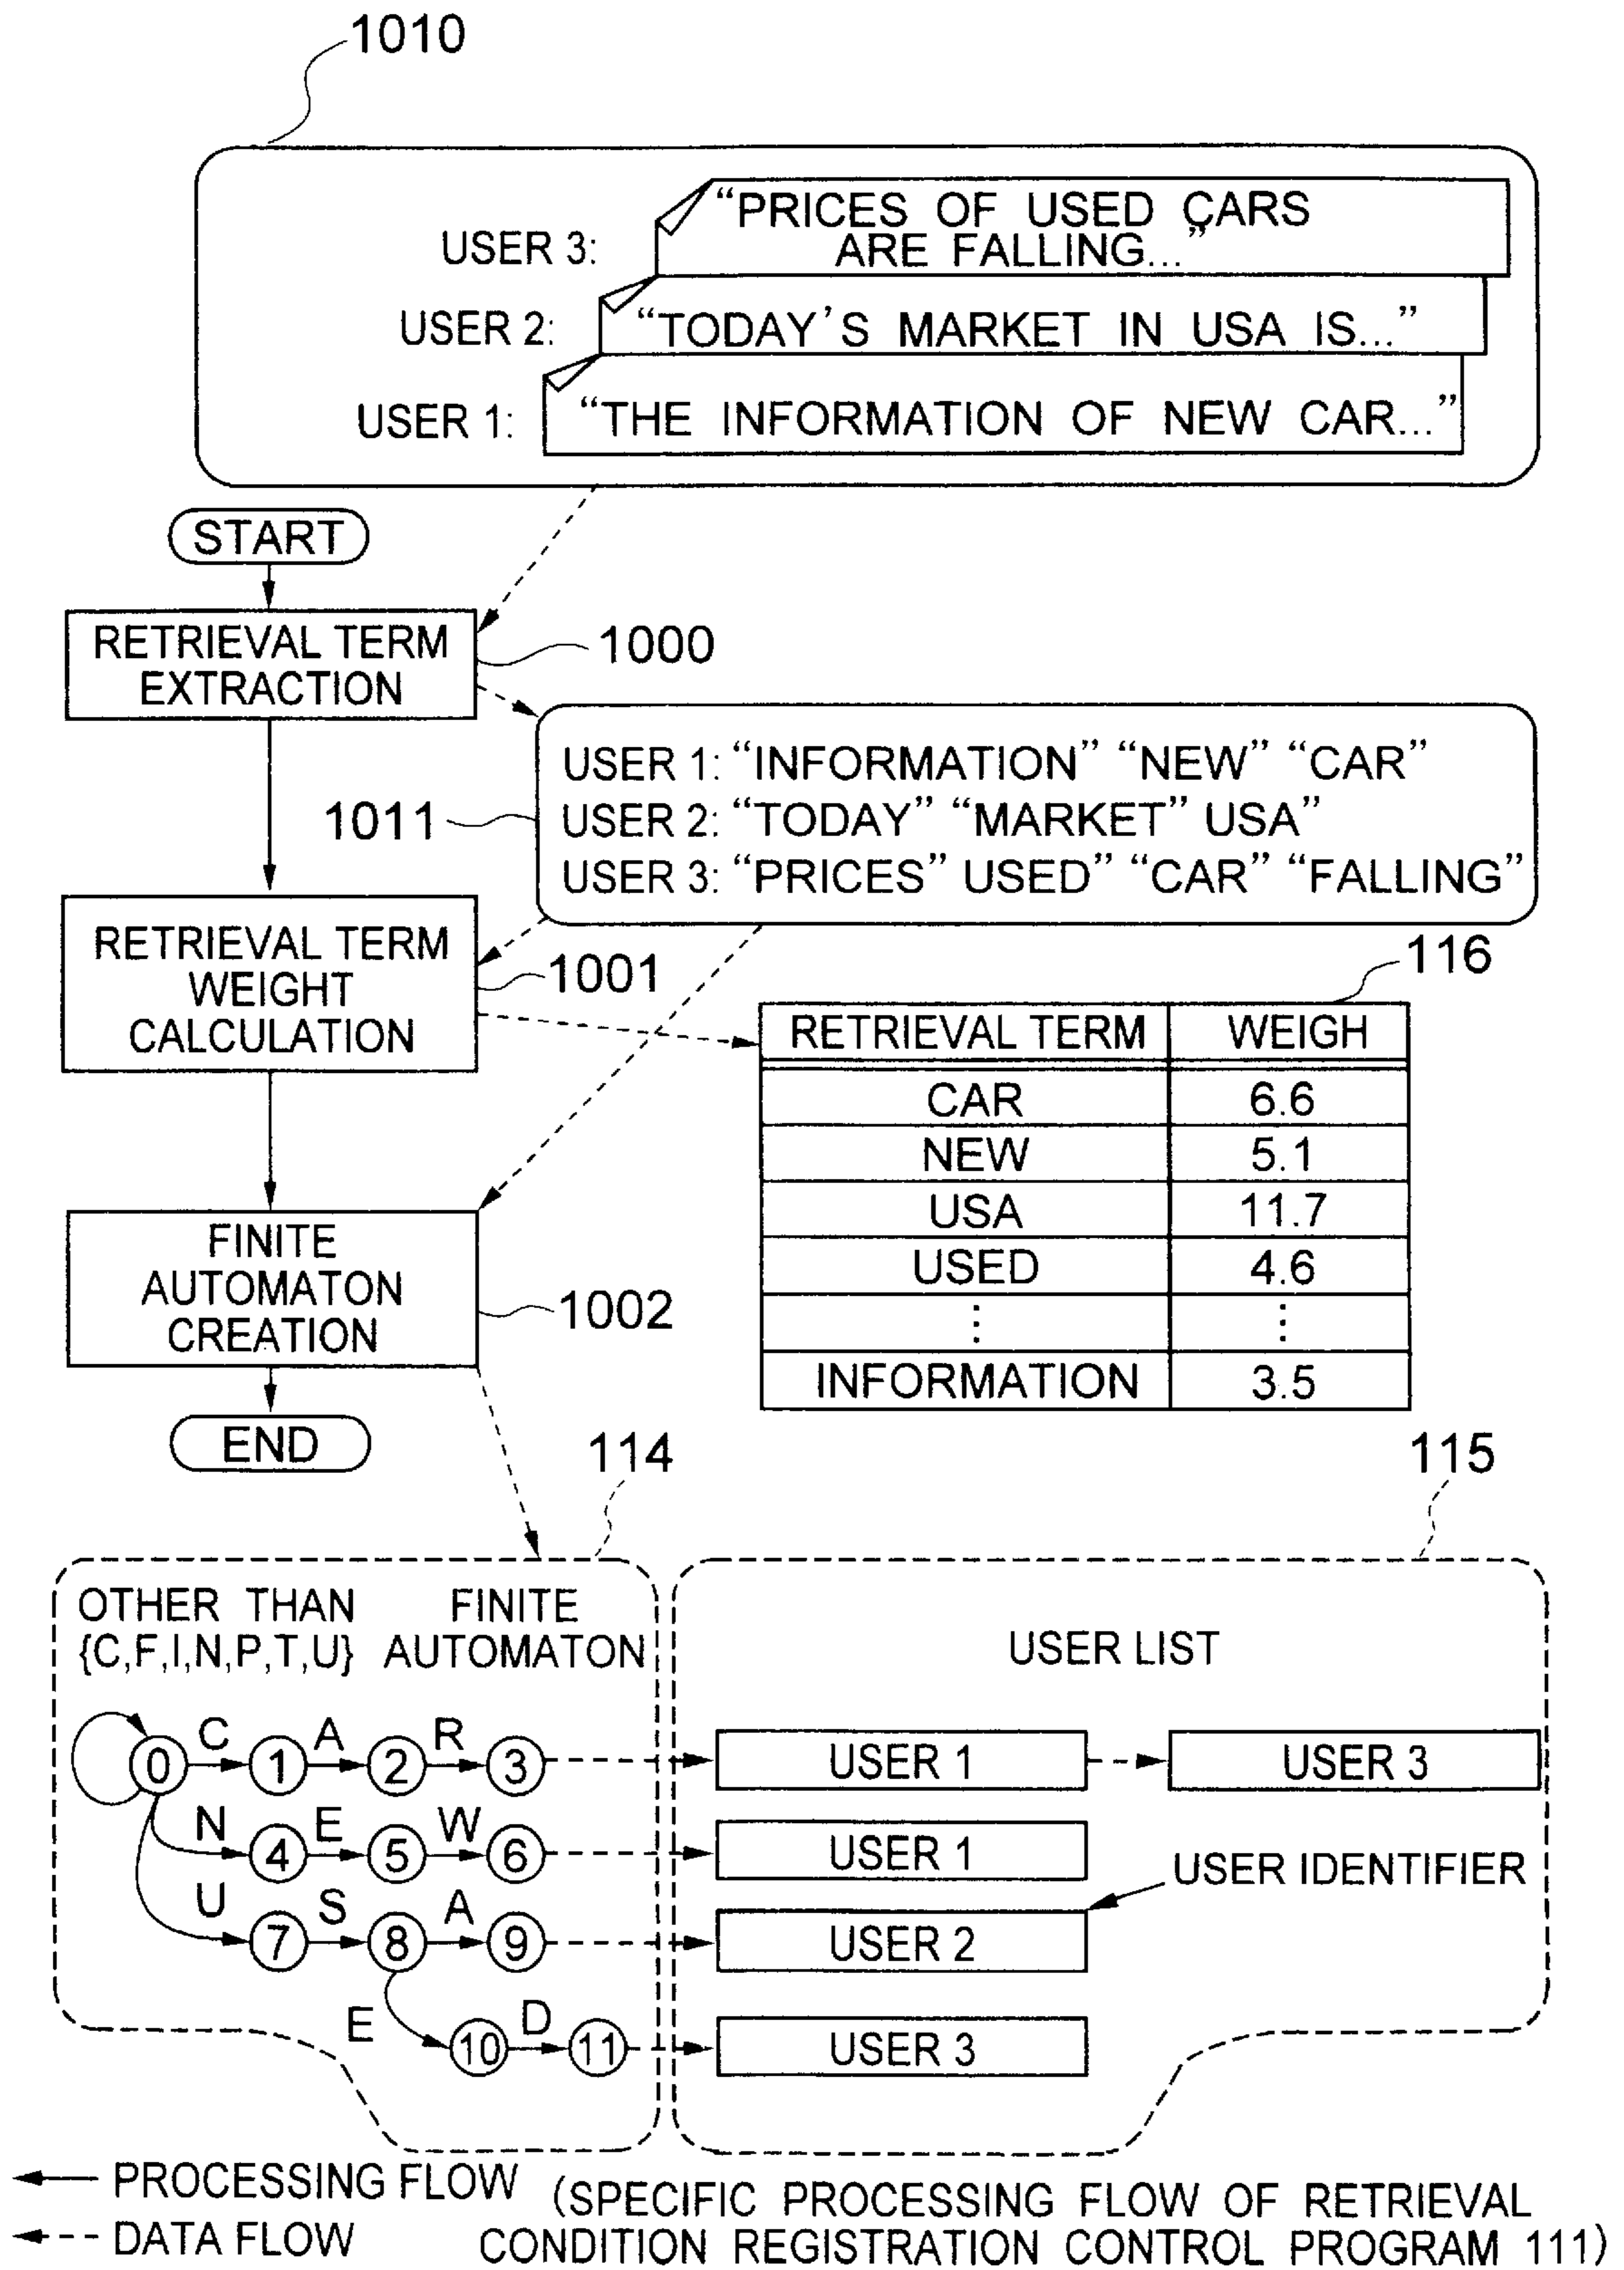 1010
“PRICES OF USED CARS
USER 3: ARE FALLING...”
USER 2: “TODAY’S MARKET IN USA IS...”
USER 1: “THE INFORMATION OF NEW CAR...”
START
RETRIEVAL TERM
EXTRACTION
1000
USER 1: “INFORMATION” “NEW” “CAR”
1011
USER 2: “TODAY” “MARKET” USA”
USER 3: “PRICES” USED” “CAR” “FALLING”
RETRIEVAL TERM
WEIGHT
CALCULATION
1001
116
RETRIEVAL TERM WEIGH
CAR 6.6
NEW 5.1
USA 11.7
USED 4.6
⋮ ⋮
INFORMATION 3.5
FINITE
AUTOMATON
CREATION
1002
END
114
115
OTHER THAN
{C,F,I,N,P,T,U}
FINITE
AUTOMATON
USER LIST
C A R
0 1 2 3
USER 1 USER 3
N E W
4 5 6
USER 1
USER IDENTIFIER
U S A
7 8 9
USER 2
E D
10 11
USER 3
PROCESSING FLOW
DATA FLOW
(SPECIFIC PROCESSING FLOW OF RETRIEVAL
CONDITION REGISTRATION CONTROL PROGRAM 111)